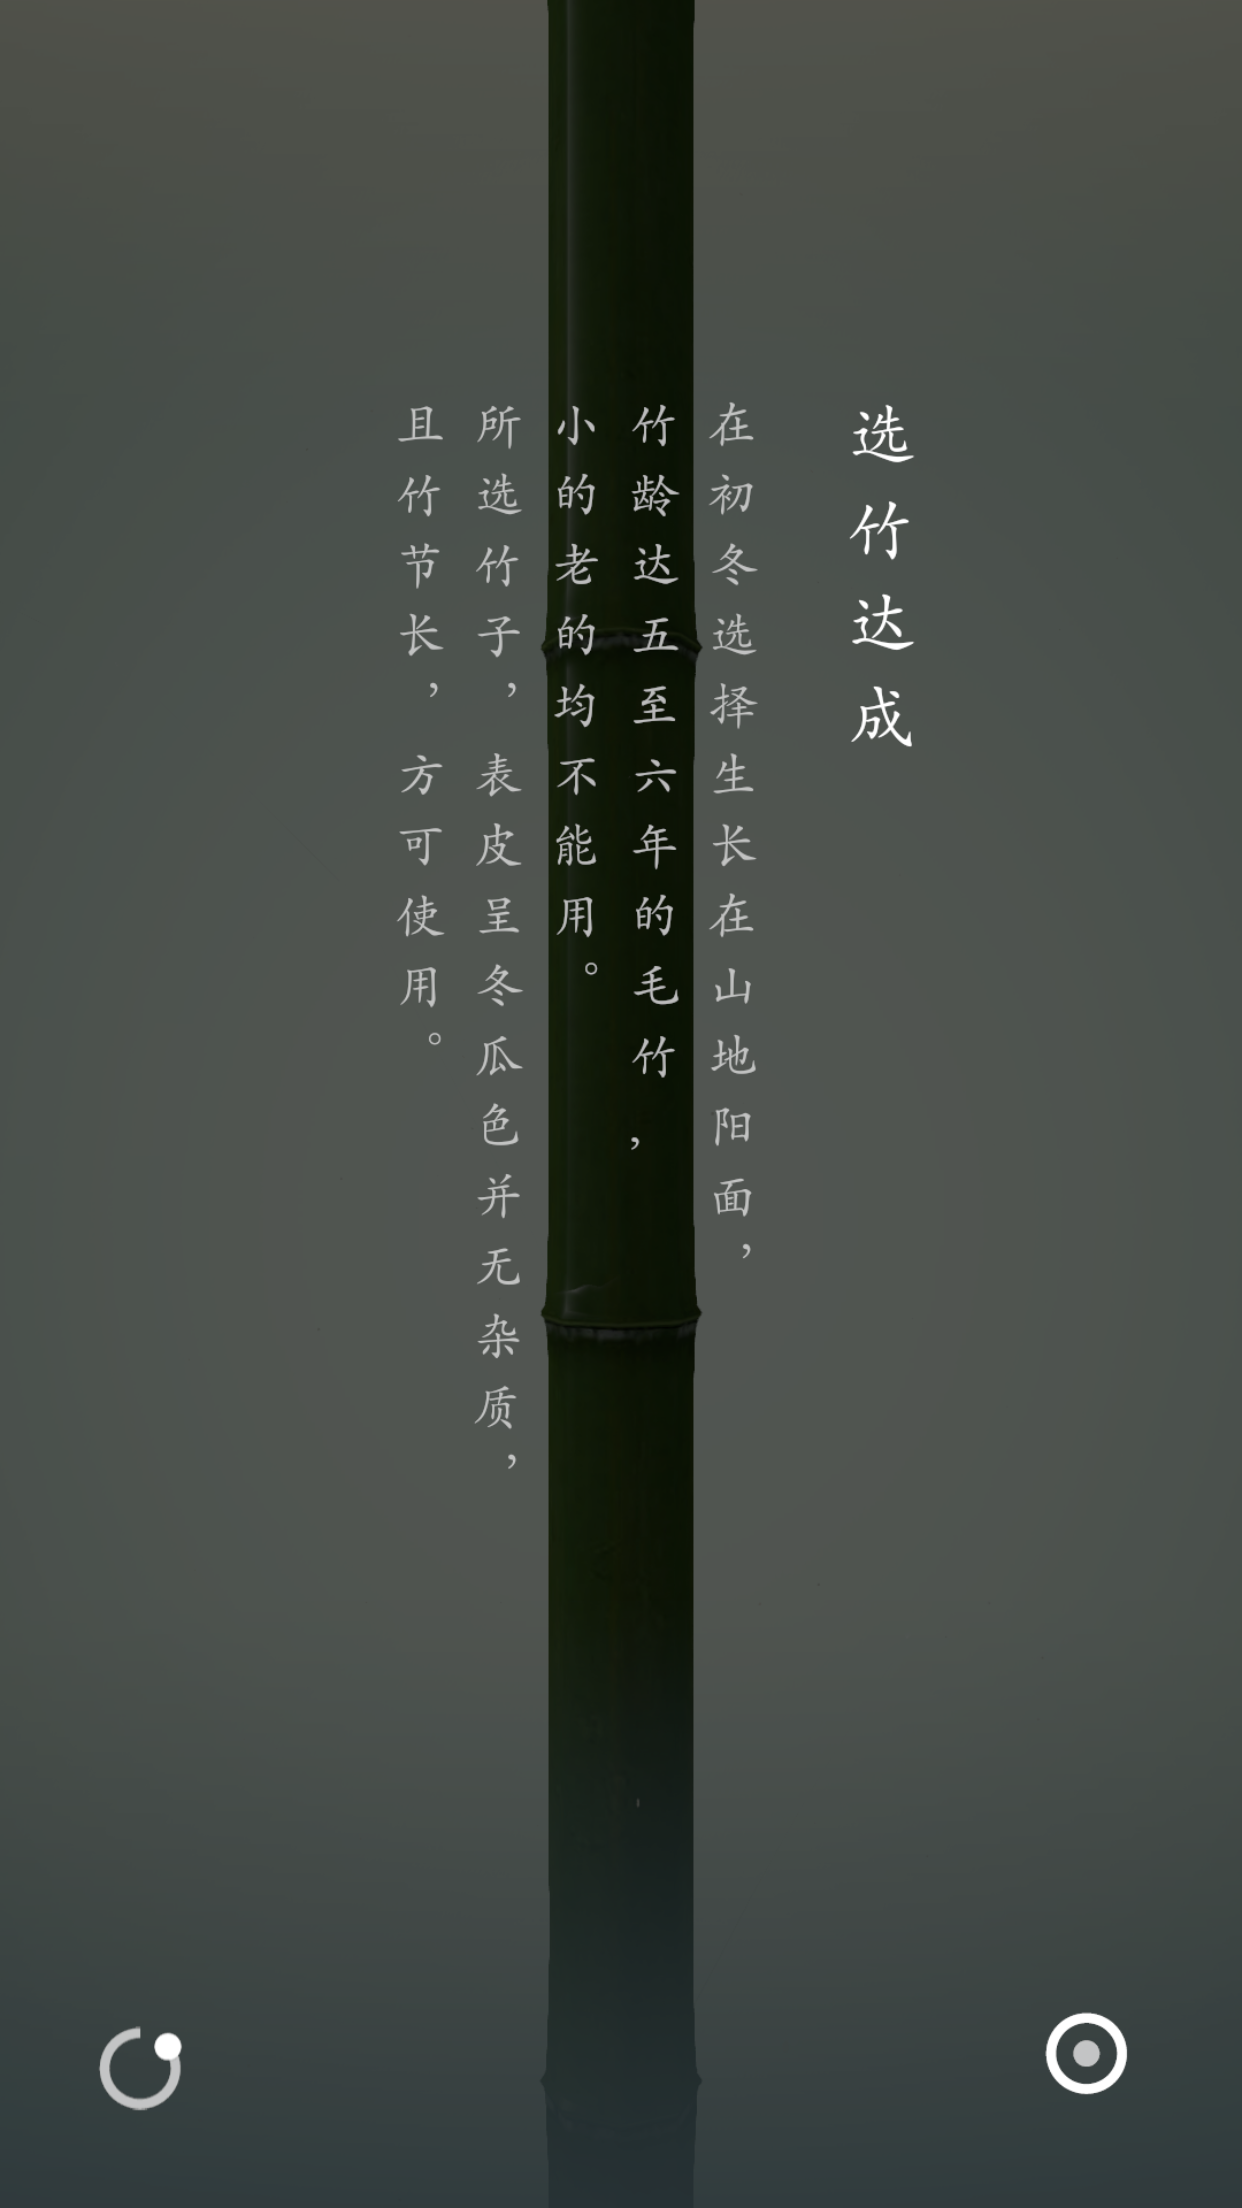 选竹达成
在初冬选择生长在山地阳面，
竹龄达五至六年的毛竹，
小的老的均不能用。
所选竹子，表皮呈冬瓜色并无杂质，
且竹节长，方可使用。